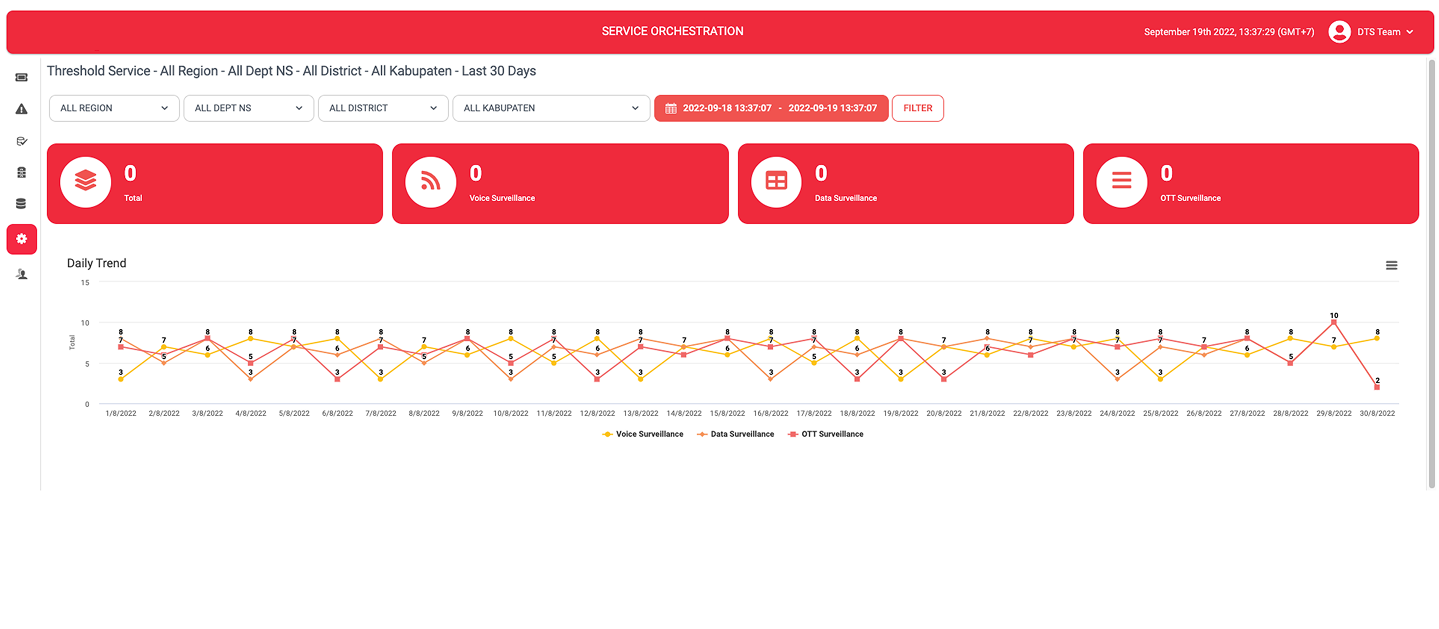 SERVICE ORCHESTRATION
September 19th 2022, 13:37:29 (GMT+7)
DTS Team
Threshold Service - All Region - All Dept NS - All District - All Kabupaten - Last 30 Days
ALL REGION
ALL DEPT NS
ALL DISTRICT
ALL KABUPATEN
2022-09-18 13:37:07 - 2022-09-19 13:37:07
FILTER
0
Total
0
Voice Surveillance
0
Data Surveillance
0
OTT Surveillance
Daily Trend
15
10
5
0
Total
10
8 7 8 8 8 8 8 7 8 8 8 8 8 7 8 8 8 8 8 7 8 8 8 8 8 7 8 8 7 8
7 5 6 5 7 6 7 5 6 5 7 6 7 6 7 5 6 6 7 7 7 7 7 6 5
3 3 3 3 3 3 3 3 3 3 3 3 3 2
1/8/2022 2/8/2022 3/8/2022 4/8/2022 5/8/2022 6/8/2022 7/8/2022 8/8/2022 9/8/2022 10/8/2022 11/8/2022 12/8/2022 13/8/2022 14/8/2022 15/8/2022 16/8/2022 17/8/2022 18/8/2022 19/8/2022 20/8/2022 21/8/2022 22/8/2022 23/8/2022 24/8/2022 25/8/2022 26/8/2022 27/8/2022 28/8/2022 29/8/2022 30/8/2022
Voice Surveillance Data Surveillance OTT Surveillance